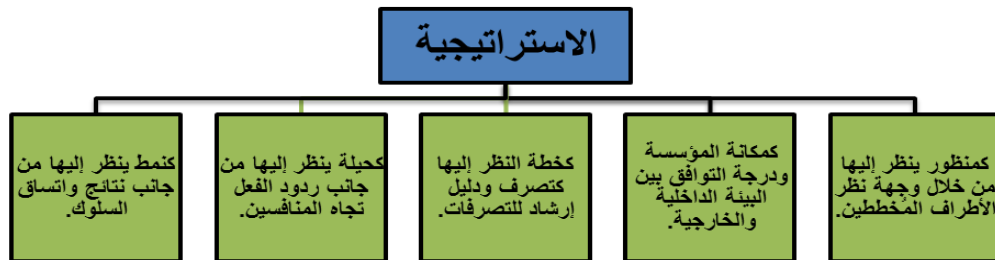 الاستراتيجية
كمنظور ينظر إليها
من خلال وجهة نظر
الأطراف المُخططين.
كمكانة المؤسسة
ودرجة التوافق بين
البيئة الداخلية
والخارجية.
كخطة النظر إليها
كتصرف ودليل
إرشاد للتصرفات.
كحيلة ينظر إليها من
جانب ردود الفعل
تجاه المنافسين.
كنمط ينظر إليها من
جانب نتائج واتساق
السلوك.